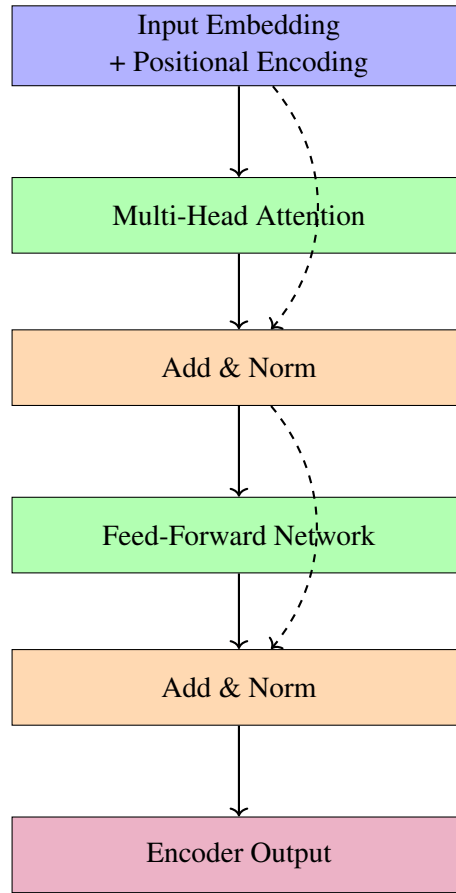 Input Embedding
+ Positional Encoding
Multi-Head Attention
Add & Norm
Feed-Forward Network
Add & Norm
Encoder Output